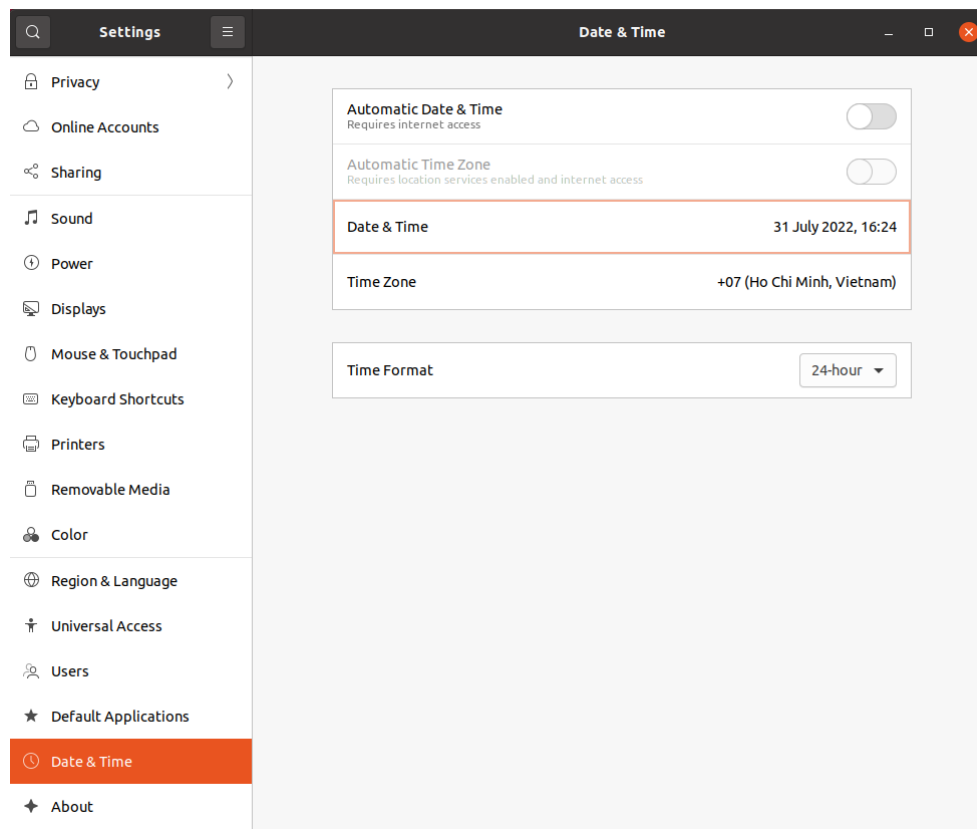 Settings
Date & Time
Privacy
Online Accounts
Sharing
Sound
Power
Displays
Mouse & Touchpad
Keyboard Shortcuts
Printers
Removable Media
Color
Region & Language
Universal Access
Users
Default Applications
Date & Time
About
Automatic Date & Time
Requires internet access
Automatic Time Zone
Requires location services enabled and internet access
Date & Time 31 July 2022, 16:24
Time Zone +07 (Ho Chi Minh, Vietnam)
Time Format 24-hour